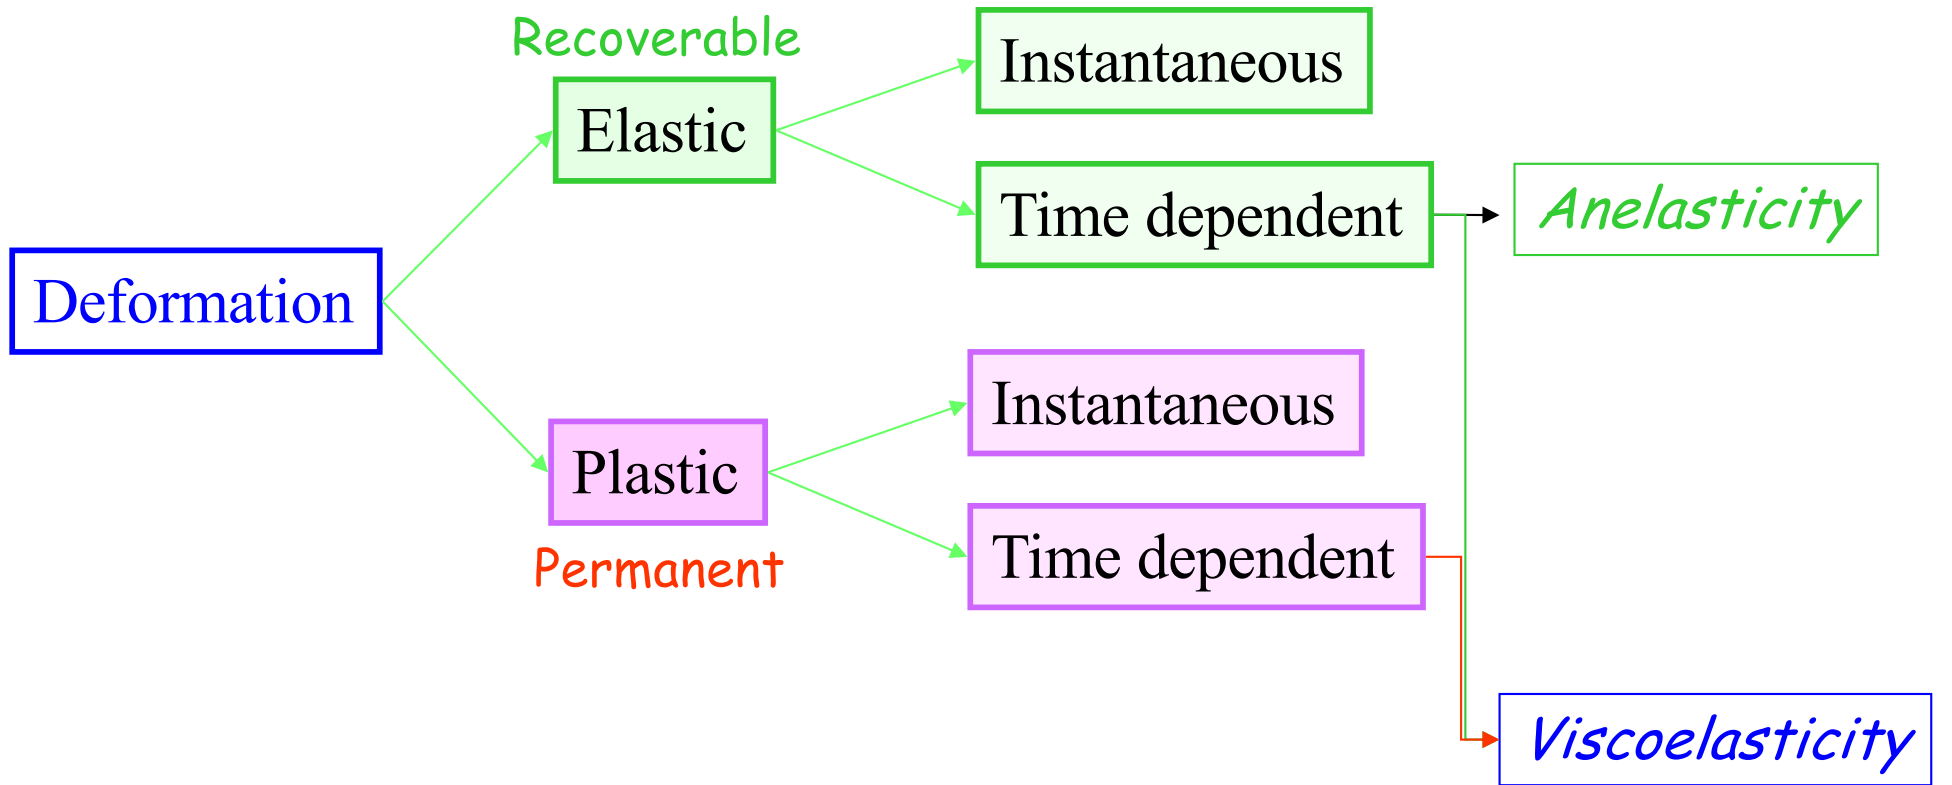 Recoverable
Instantaneous
Elastic
Time dependent
Anelasticity
Deformation
Instantaneous
Plastic
Time dependent
Permanent
Viscoelasticity